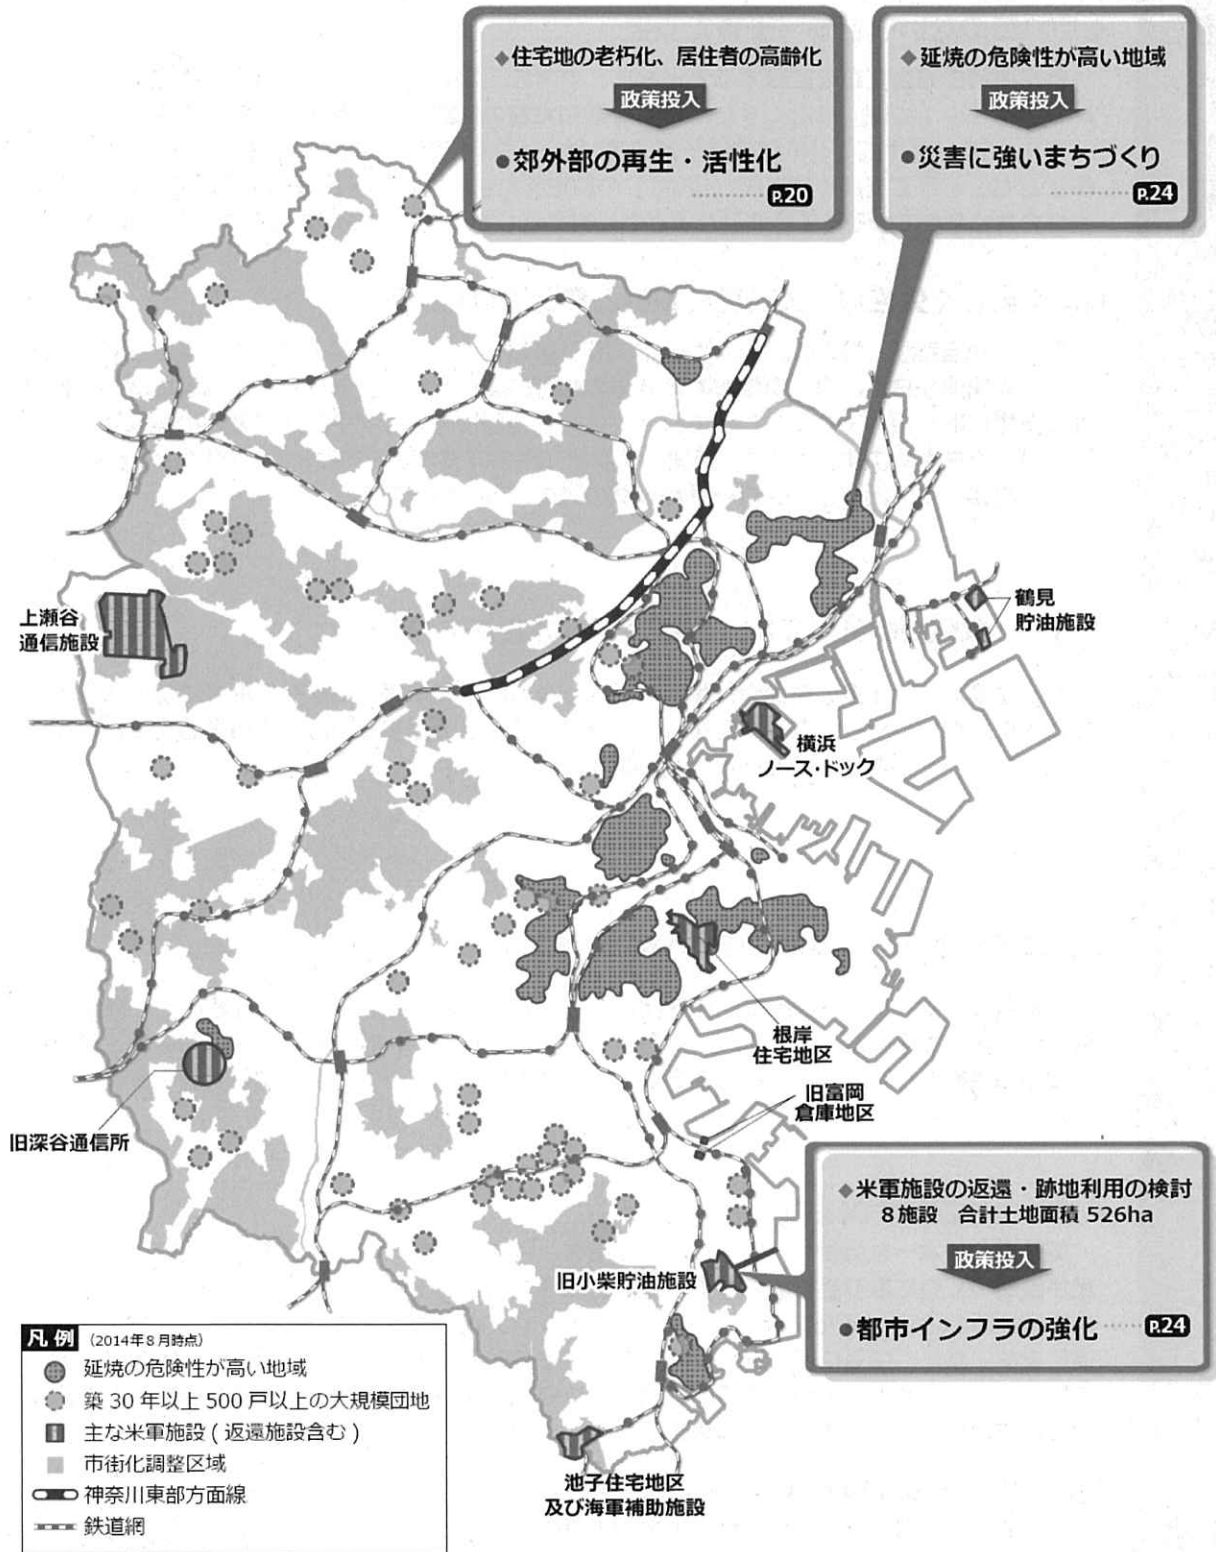 ◆住宅地の老朽化、居住者の高齢化
政策投入
●郊外部の再生・活性化
P.20
◆延焼の危険性が高い地域
政策投入
●災害に強いまちづくり
P.24
上瀬谷
通信施設
鶴見
貯油施設
横浜
ノース・ドック
根岸
住宅地区
旧富岡
倉庫地区
旧深谷通信所
◆米軍施設の返還・跡地利用の検討
8施設 合計土地面積 526ha
政策投入
●都市インフラの強化
P.24
旧小柴貯油施設
池子住宅地区
及び海軍補助施設
凡例 (2014年8月時点)
延焼の危険性が高い地域
築30年以上500戸以上の大規模団地
主な米軍施設(返還施設含む)
市街化調整区域
神奈川東部方面線
鉄道網